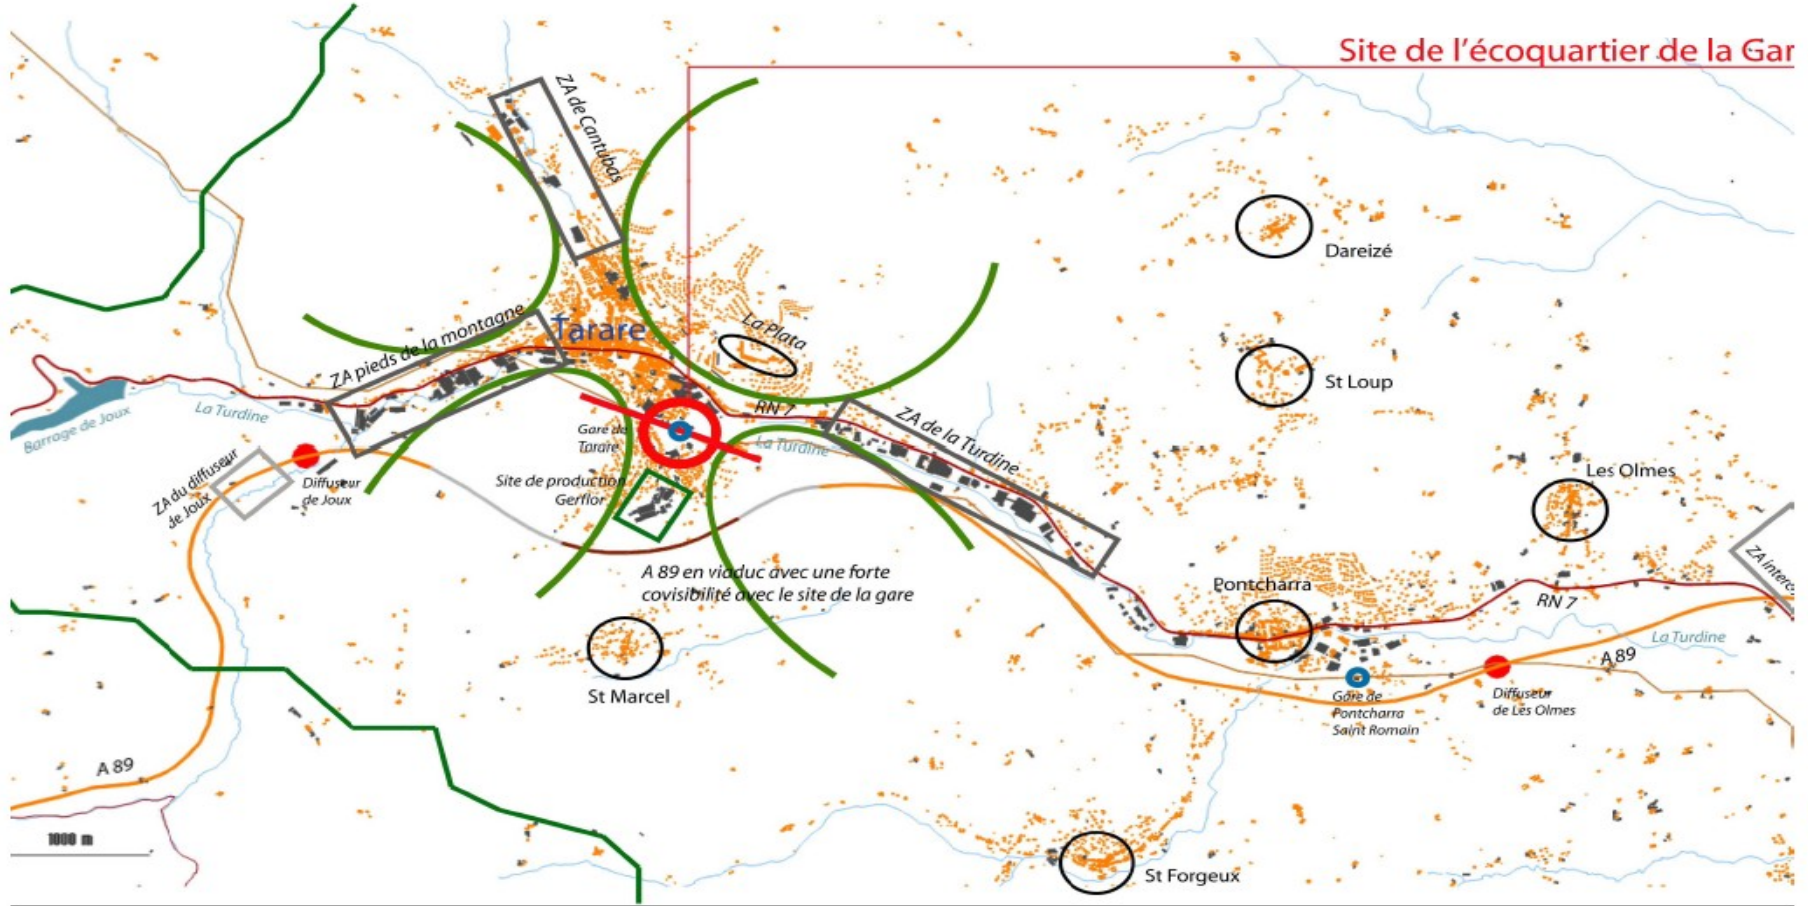 Site de l'écoquartier de la Gar
ZA de Cantubas
Dareizé
ZA pieds de la montagne
Tarare
La Plata
St Loup
Barrage de Joux
La Turdine
RN 7
La Turdine
ZA de la Turdine
Gare de
Tarare
ZA du diffuseur
de Joux
Diffuseur
de Joux
Site de production
Gerflor
Les Olmes
A 89 en viaduc avec une forte
covisibilité avec le site de la gare
Pontcharra
ZA interc
RN 7
La Turdine
A 89
St Marcel
Gare de
Pontcharra
Saint Romain
Diffuseur
de Les Olmes
A 89
1000 m
St Forgeux